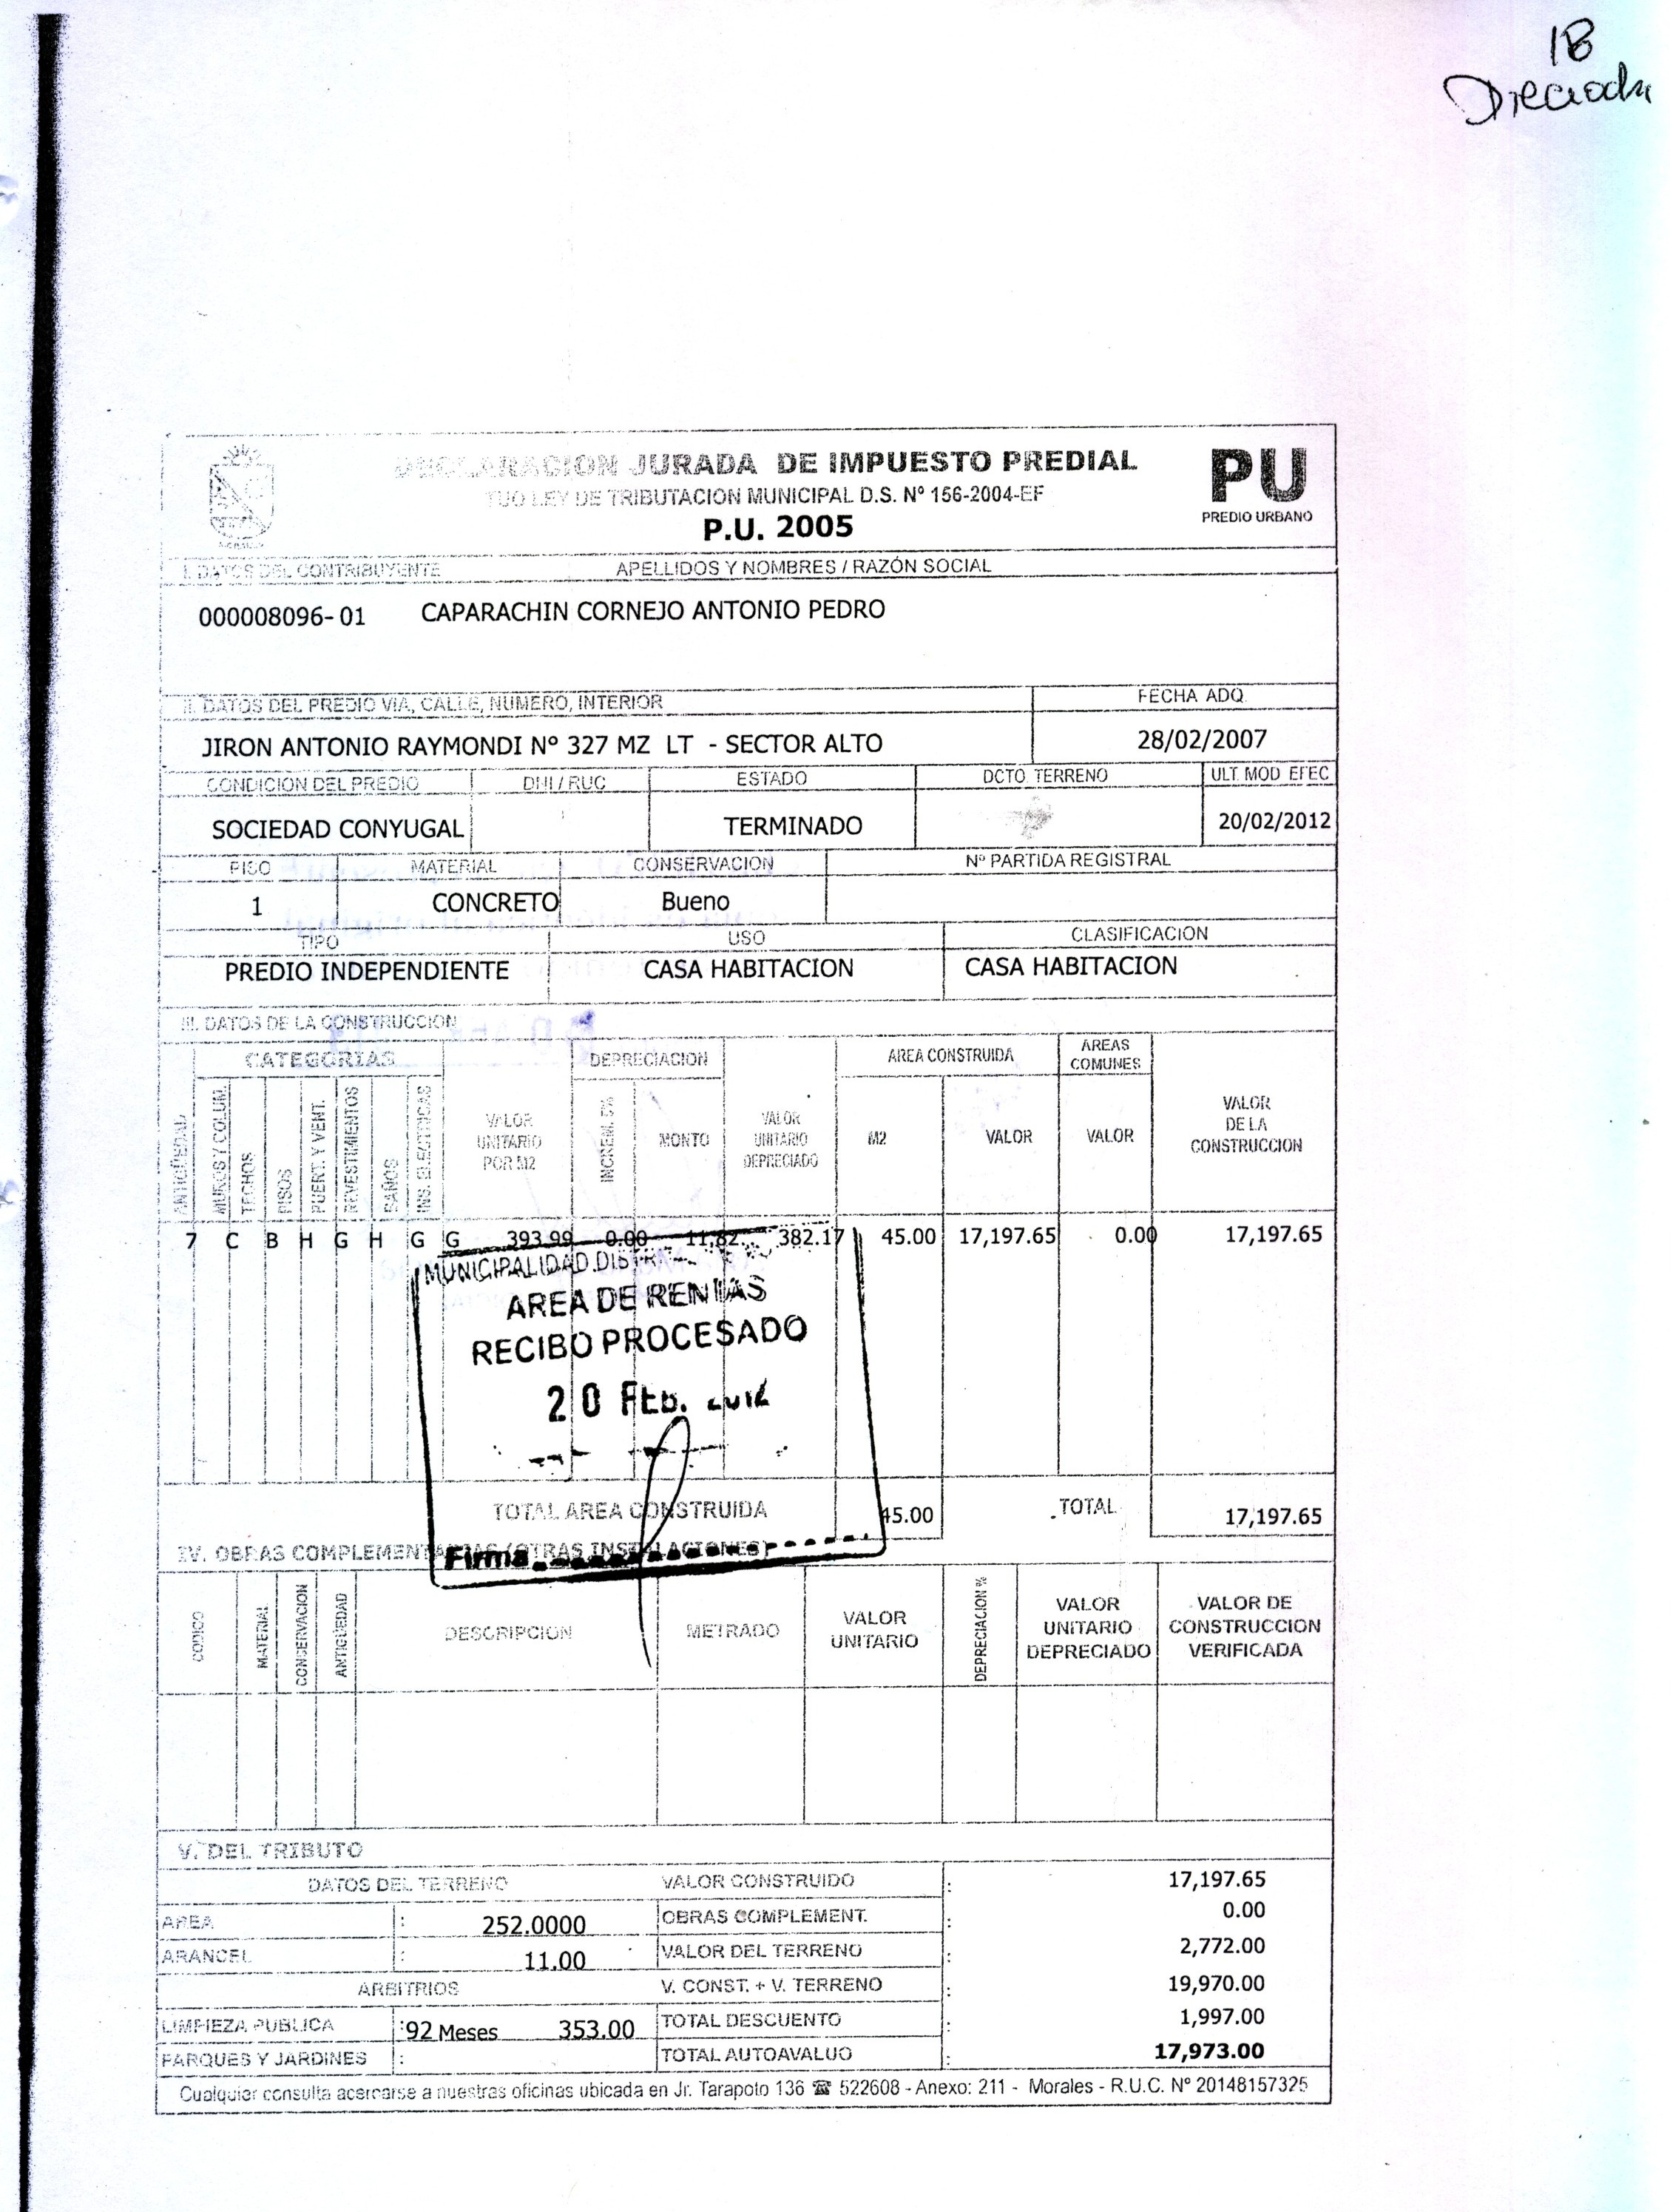 18
DECLARACION JURADA DE IMPUESTO PREDIAL
TUO LEY DE TRIBUTACION MUNICIPAL D.S. Nº 156-2004-EF
P.U. 2005
PU
PREDIO URBANO
I. DATOS DEL CONTRIBUYENTE APELLIDOS Y NOMBRES / RAZÓN SOCIAL
000008096-01 CAPARACHIN CORNEJO ANTONIO PEDRO
II. DATOS DEL PREDIO VIA, CALLE, NUMERO, INTERIOR FECHA ADQ.
JIRON ANTONIO RAYMONDI Nº 327 MZ LT - SECTOR ALTO 28/02/2007
CONDICION DEL PREDIO DNI / RUC ESTADO DCTO. TERRENO ULT. MOD EFEC
SOCIEDAD CONYUGAL TERMINADO 20/02/2012
PISO MATERIAL CONSERVACION Nº PARTIDA REGISTRAL
1 CONCRETO Bueno
TIPO USO CLASIFICACION
PREDIO INDEPENDIENTE CASA HABITACION CASA HABITACION
III. DATOS DE LA CONSTRUCCION
CATEGORIAS DEPRECIACION AREA CONSTRUIDA AREAS COMUNES
ANTIGÜEDAD MUROS Y COLUM. TECHOS PISOS PUERT. Y VENT. REVESTIMIENTOS BAÑOS INS. ELECTRICAS VALOR UNITARIO POR M2 INCREM. 5% MONTO VALOR UNITARIO DEPRECIADO M2 VALOR VALOR VALOR DE LA CONSTRUCCION
7 C B H G H G G 393.99 0.00 11.82 382.17 45.00 17,197.65 0.00 17,197.65
MUNICIPALIDAD
AREA DE RENTAS
RECIBO PROCESADO
20 FEB. 2012
Firma
TOTAL AREA CONSTRUIDA 45.00 TOTAL 17,197.65
IV. OBRAS COMPLEMENTARIAS (OTRAS INSTALACIONES)
CODIGO MATERIAL CONSERVACION ANTIGÜEDAD DESCRIPCION METRADO VALOR UNITARIO DEPRECIACION % VALOR UNITARIO DEPRECIADO VALOR DE CONSTRUCCION VERIFICADA
V. DEL TRIBUTO
DATOS DEL TERRENO VALOR CONSTRUIDO : 17,197.65
AREA : 252.0000 OBRAS COMPLEMENT. : 0.00
ARANCEL : 11.00 VALOR DEL TERRENO : 2,772.00
ARBITRIOS V. CONST. + V. TERRENO : 19,970.00
LIMPIEZA PUBLICA : 92 Meses 353.00 TOTAL DESCUENTO : 1,997.00
PARQUES Y JARDINES : TOTAL AUTOAVALUO : 17,973.00
Cualquier consulta acercarse a nuestras oficinas ubicada en Jr. Tarapoto 136 ☎ 522608 - Anexo: 211 - Morales - R.U.C. Nº 20148157325